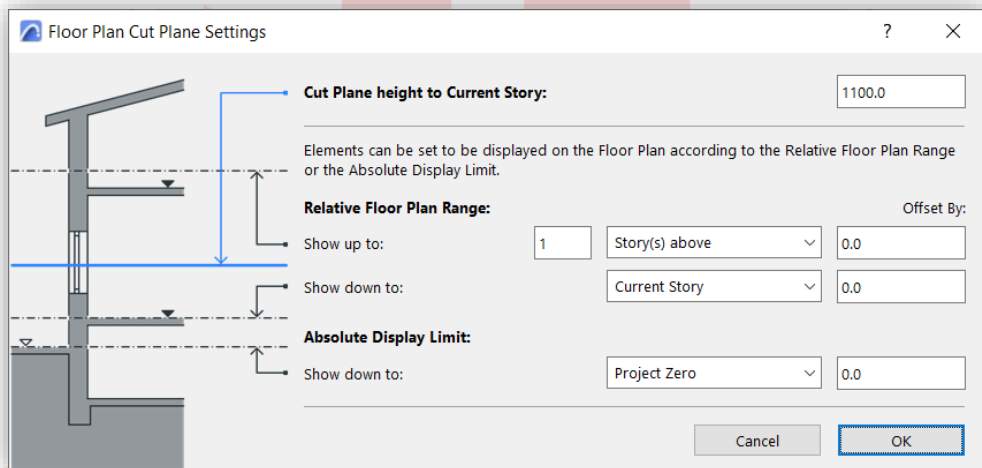 Floor Plan Cut Plane Settings
?
Cut Plane height to Current Story:
1100.0
Elements can be set to be displayed on the Floor Plan according to the Relative Floor Plan Range
or the Absolute Display Limit.
Relative Floor Plan Range:
Offset By:
Show up to:
1
Story(s) above
0.0
Show down to:
Current Story
0.0
Absolute Display Limit:
Show down to:
Project Zero
0.0
Cancel
OK